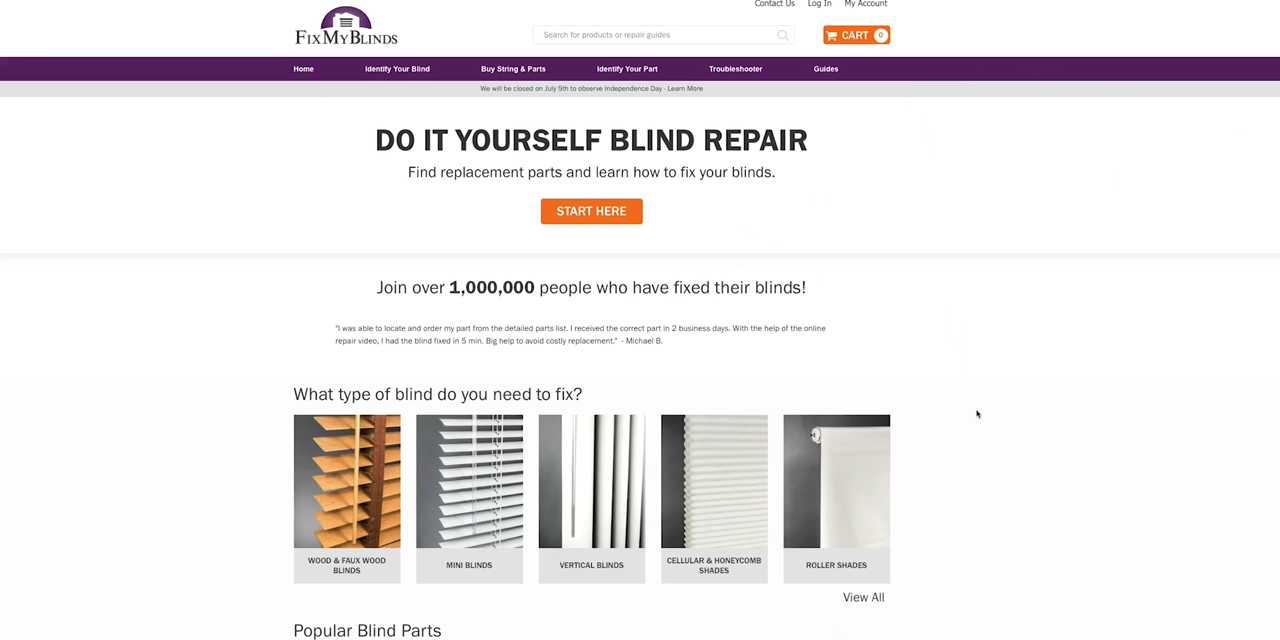 Contact Us Log In My Account
FIXMYBLINDS
Search for products or repair guides
CART 0
Home Identify Your Blind Buy String & Parts Identify Your Part Troubleshooter Guides
We will be closed on July 5th to observe Independence Day - Learn More
DO IT YOURSELF BLIND REPAIR
Find replacement parts and learn how to fix your blinds.
START HERE
Join over 1,000,000 people who have fixed their blinds!
"I was able to locate and order my part from the detailed parts list. I received the correct part in 2 business days. With the help of the online
repair video, I had the blind fixed in 5 min. Big help to avoid costly replacement." - Michael B.
What type of blind do you need to fix?
WOOD & FAUX WOOD
BLINDS
MINI BLINDS
VERTICAL BLINDS
CELLULAR & HONEYCOMB
SHADES
ROLLER SHADES
View All
Popular Blind Parts